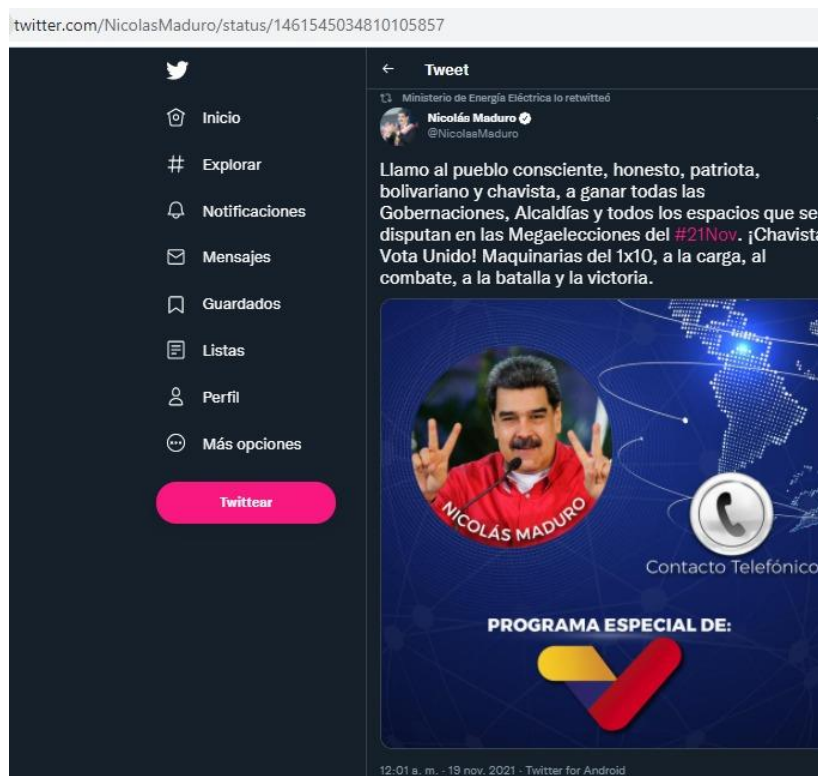 twitter.com/NicolasMaduro/status/1461545034810105857
Inicio
Explorar
Notificaciones
Mensajes
Guardados
Listas
Perfil
Más opciones
Twittear
Tweet
Ministerio de Energía Eléctrica lo retwitteó
Nicolás Maduro
@NicolasMaduro
Llamo al pueblo consciente, honesto, patriota,
bolivariano y chavista, a ganar todas las
Gobernaciones, Alcaldías y todos los espacios que se
disputan en las Megaelecciones del #21Nov. ¡Chavista
Vota Unido! Maquinarias del 1x10, a la carga, al
combate, a la batalla y la victoria.
NICOLÁS MADURO
Contacto Telefónico
PROGRAMA ESPECIAL DE:
12:01 a. m. · 19 nov. 2021 · Twitter for Android